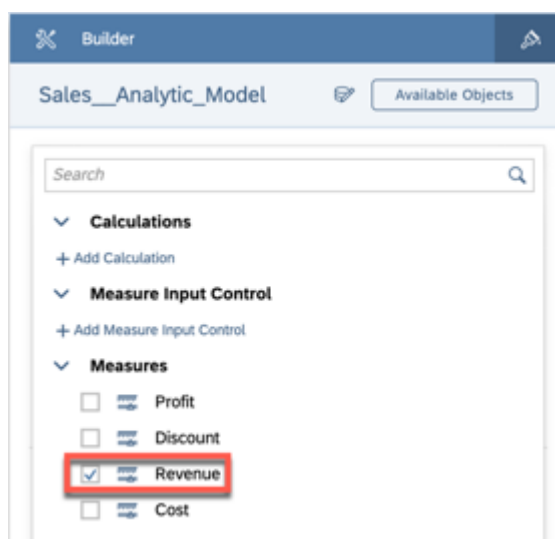 Builder
Sales__Analytic_Model
Available Objects
Search
Calculations
+ Add Calculation
Measure Input Control
+ Add Measure Input Control
Measures
Profit
Discount
Revenue
Cost